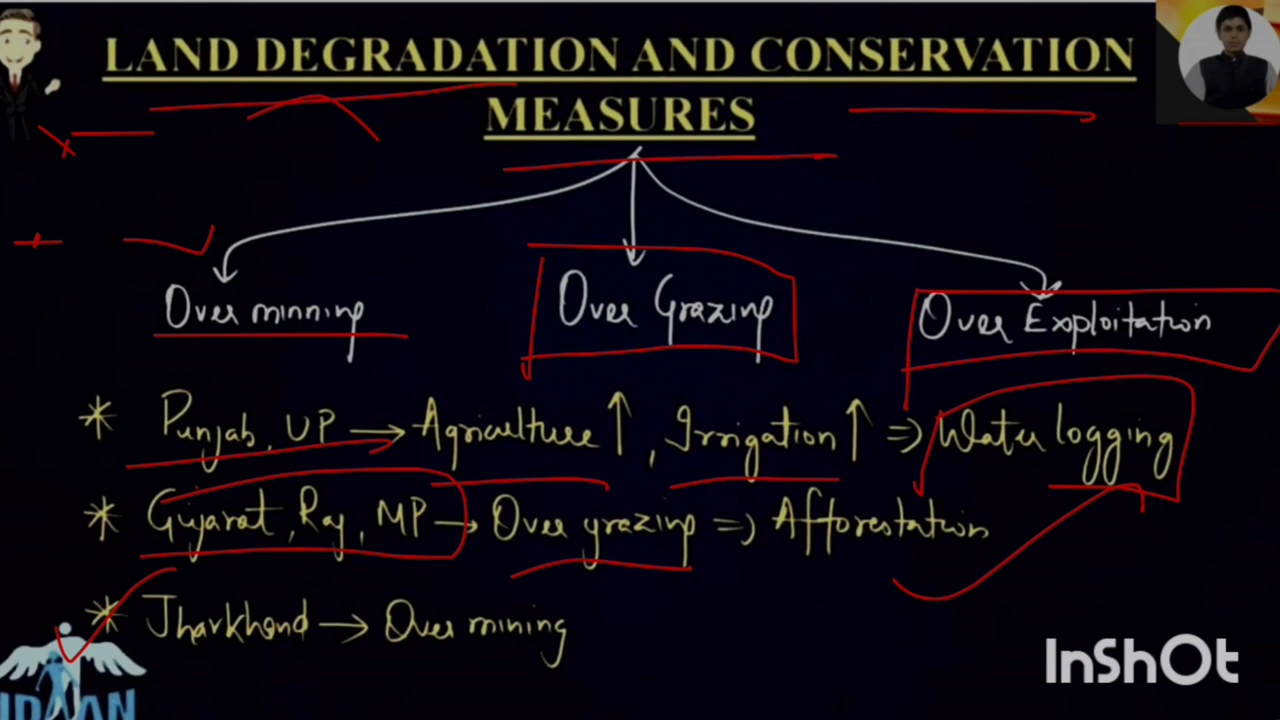 LAND DEGRADATION AND CONSERVATION
MEASURES
Over minning
Over Grazing
Over Exploitation
* Punjab, UP → Agriculture ↑, Irrigation ↑ ⇒ Water logging
* Gujarat, Raj, MP → Over grazing ⇒ Afforestation
* Jharkhand → Over mining
InShOt